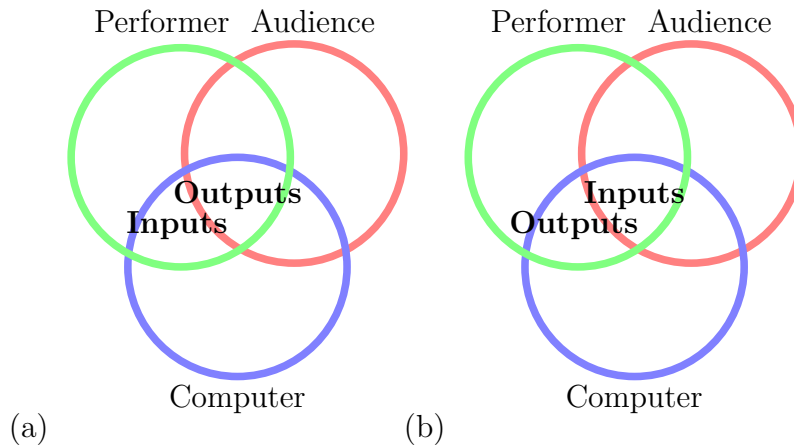 Performer Audience
Outputs
Inputs
Computer
(a)
Performer Audience
Inputs
Outputs
Computer
(b)